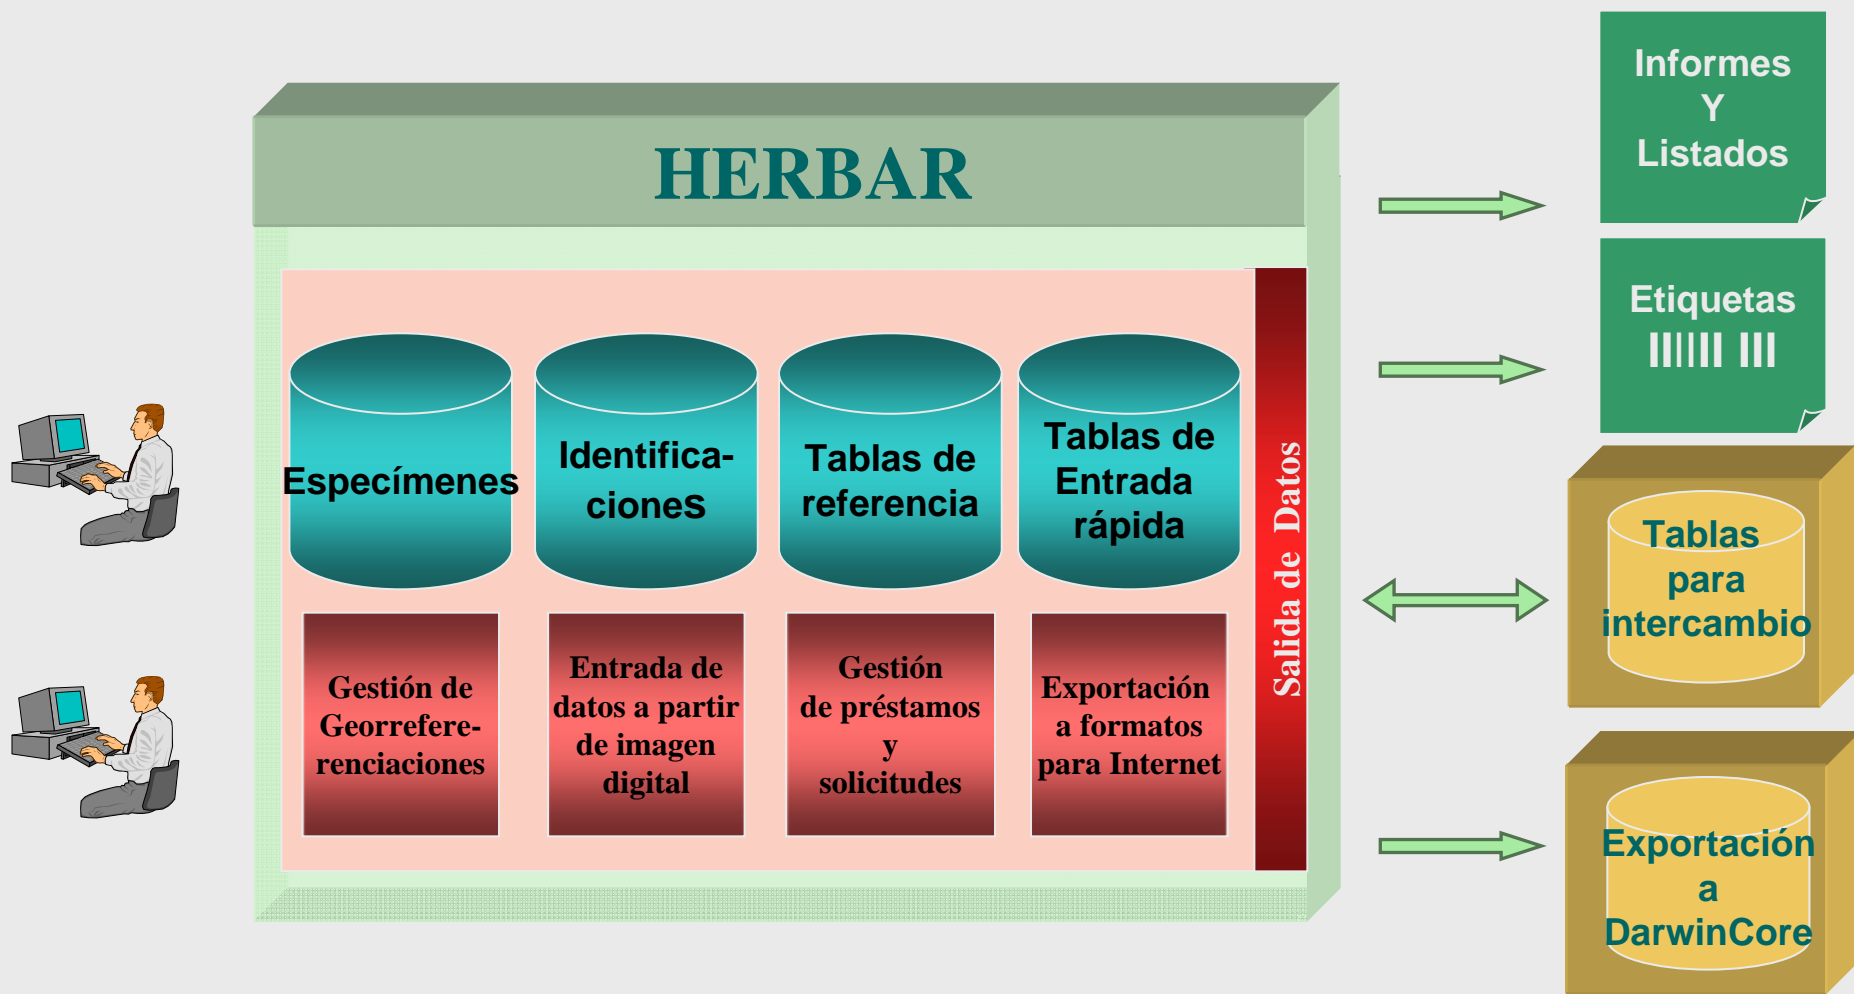 HERBAR
Especímenes
Identifica-
ciones
Tablas de
referencia
Tablas de
Entrada
rápida
Gestión de
Georrefere-
renciaciones
Entrada de
datos a partir
de imagen
digital
Gestión
de préstamos
y
solicitudes
Exportación
a formatos
para Internet
Salida de Datos
Informes
Y
Listados
Etiquetas
Tablas
para
intercambio
Exportación
a
DarwinCore